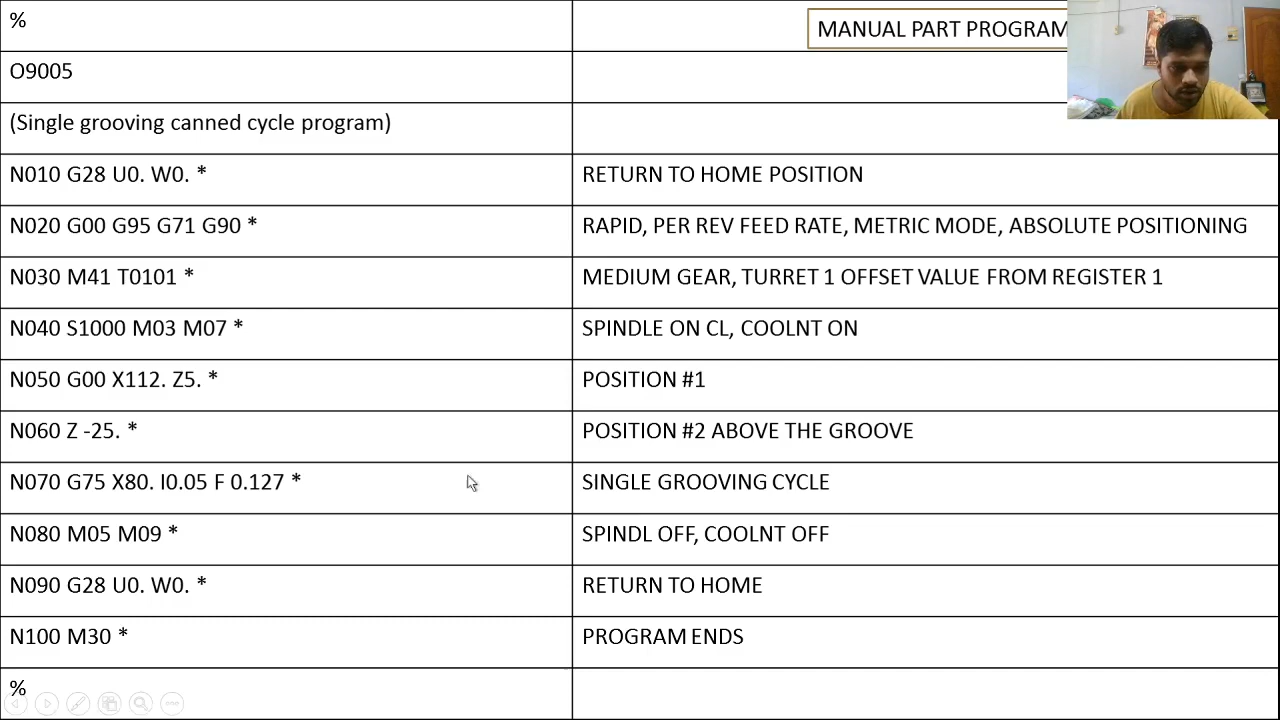 %
MANUAL PART PROGRAM
O9005
(Single grooving canned cycle program)
N010 G28 U0. W0. * RETURN TO HOME POSITION
N020 G00 G95 G71 G90 * RAPID, PER REV FEED RATE, METRIC MODE, ABSOLUTE POSITIONING
N030 M41 T0101 * MEDIUM GEAR, TURRET 1 OFFSET VALUE FROM REGISTER 1
N040 S1000 M03 M07 * SPINDLE ON CL, COOLNT ON
N050 G00 X112. Z5. * POSITION #1
N060 Z -25. * POSITION #2 ABOVE THE GROOVE
N070 G75 X80. I0.05 F 0.127 * SINGLE GROOVING CYCLE
N080 M05 M09 * SPINDL OFF, COOLNT OFF
N090 G28 U0. W0. * RETURN TO HOME
N100 M30 * PROGRAM ENDS
%